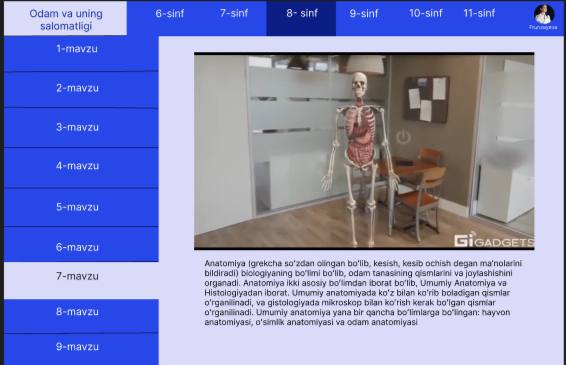 Odam va uning
salomatligi
6-sinf
7-sinf
8- sinf
9-sinf
10-sinf
11-sinf
1-mavzu
2-mavzu
3-mavzu
4-mavzu
5-mavzu
6-mavzu
7-mavzu
8-mavzu
9-mavzu
Gi GADGETS
Anatomiya (grekcha so'zdan olingan bo'lib, kesish, kesib ochish degan ma'nolarini
bildiradi) biologiyaning bo'limi bo'lib, odam tanasining qismlarini va joylashishini
organadi. Anatomiya ikki asosiy bo'limdan iborat bo'lib, Umumiy Anatomiya va
Histologiyadan iborat. Umumiy anatomiyada ko'z bilan ko'rib boladigan qismlar
o'rganilinadi, va gistologiyada mikroskop bilan ko'rish kerak bo'lgan qismlar
o'rganilinadi. Umumiy anatomiya yana bir qancha bo'limlarga bo'lingan: hayvon
anatomiyasi, o'simlik anatomiyasi va odam anatomiyasi